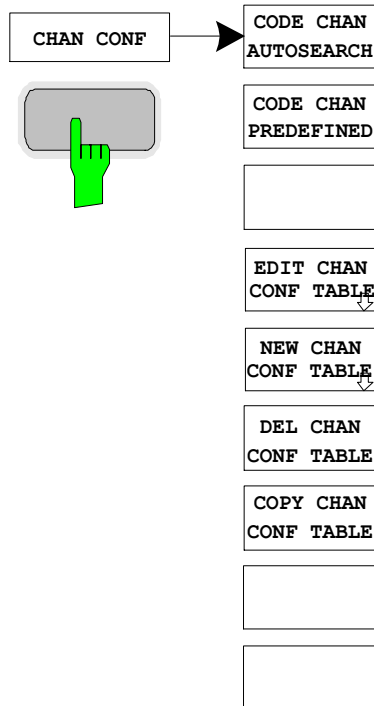 CHAN CONF
CODE CHAN
AUTOSEARCH
CODE CHAN
PREDEFINED
EDIT CHAN
CONF TABLE
NEW CHAN
CONF TABLE
DEL CHAN
CONF TABLE
COPY CHAN
CONF TABLE